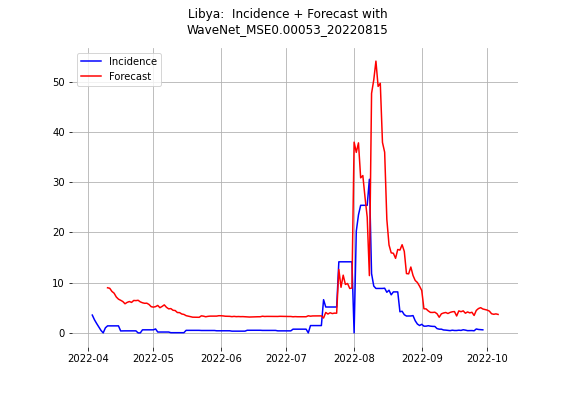 Libya:  Incidence + Forecast with
WaveNet_MSE0.00053_20220815
Incidence
Forecast
50
40
30
20
10
0
2022-04 2022-05 2022-06 2022-07 2022-08 2022-09 2022-10